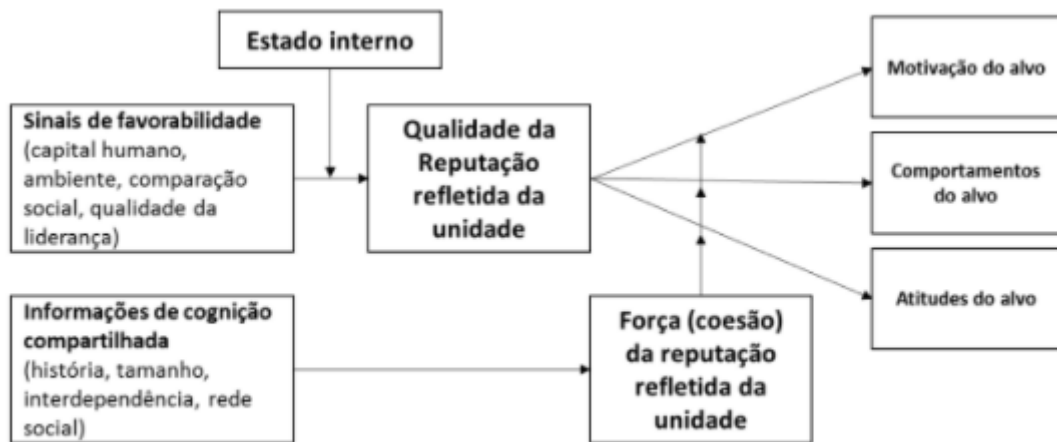 Estado interno
Sinais de favorabilidade
(capital humano,
ambiente, comparação
social, qualidade da
liderança)
Qualidade da
Reputação
refletida da
unidade
Motivação do alvo
Comportamentos
do alvo
Atitudes do alvo
Informações de cognição
compartilhada
(história, tamanho,
interdependência, rede
social)
Força (coesão)
da reputação
refletida da
unidade